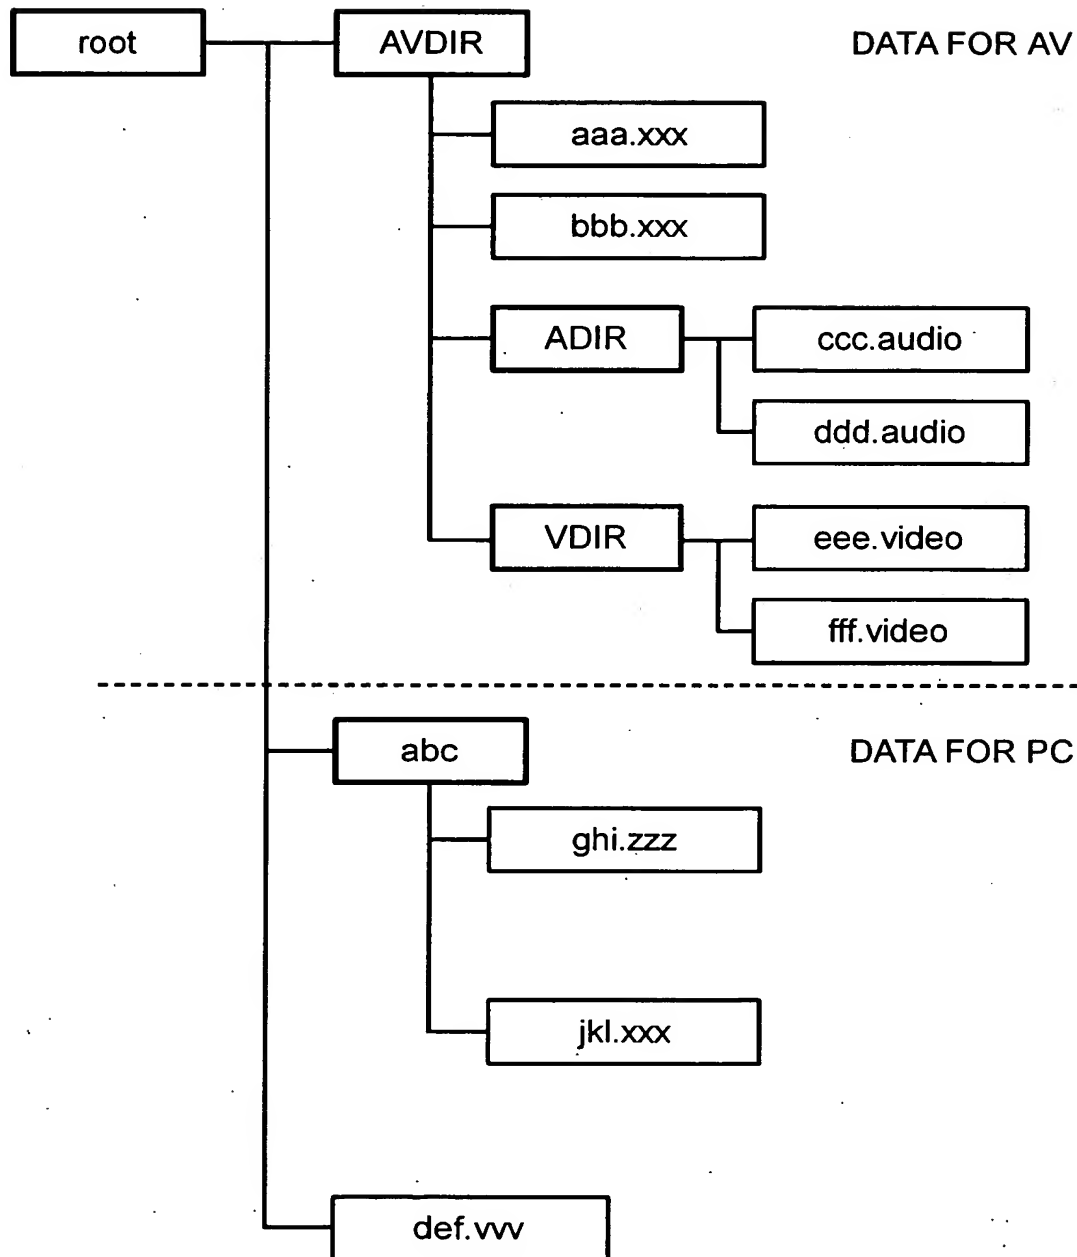 root
AVDIR
DATA FOR AV
aaa.xxx
bbb.xxx
ADIR
ccc.audio
ddd.audio
VDIR
eee.video
fff.video
abc
DATA FOR PC
ghi.zzz
jkl.xxx
def.vvv